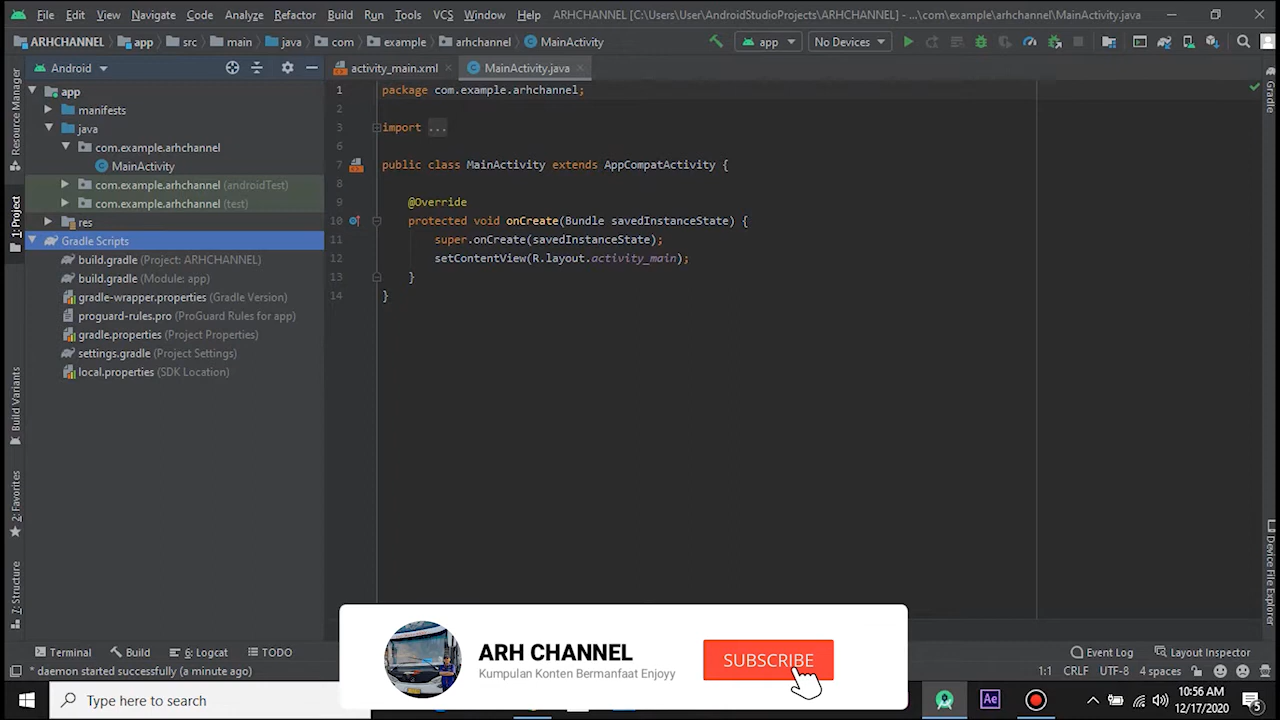 File Edit View Navigate Code Analyze Refactor Build Run Tools VCS Window Help ARHCHANNEL [C:\Users\User\AndroidStudioProjects\ARHCHANNEL] - ...\com\example\arhchannel\MainActivity.java
ARHCHANNEL app src main java com example arhchannel MainActivity app No Devices
Android activity_main.xml MainActivity.java
Resource Manager
1: Project
Build Variants
2: Favorites
7: Structure
app
manifests
java
com.example.arhchannel
MainActivity
com.example.arhchannel (androidTest)
com.example.arhchannel (test)
res
Gradle Scripts
build.gradle (Project: ARHCHANNEL)
build.gradle (Module: app)
gradle-wrapper.properties (Gradle Version)
proguard-rules.pro (ProGuard Rules for app)
gradle.properties (Project Properties)
settings.gradle (Project Settings)
local.properties (SDK Location)
1 package com.example.arhchannel;
2
3 import ...
6
7 public class MainActivity extends AppCompatActivity {
8
9 @Override
10 protected void onCreate(Bundle savedInstanceState) {
11 super.onCreate(savedInstanceState);
12 setContentView(R.layout.activity_main);
13 }
14 }
Gradle
Device File Explorer
ARH CHANNEL
Kumpulan Konten Bermanfaat Enjoyy
SUBSCRIBE
Terminal Build 6: Logcat TODO Event Log Layout Inspector
* daemon started successfully (a minute ago) 1:1 CRLF UTF-8 4 spaces
Type here to search
Ae
10:56 AM
12/17/2020
5